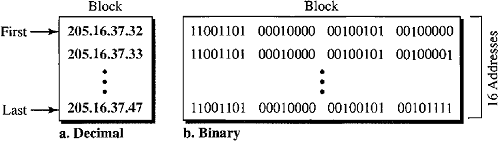 Block Block
First 205.16.37.32 11001101 00010000 00100101 00100000
205.16.37.33 11001101 00010000 00100101 00100001
Last 205.16.37.47 11001101 00010000 00100101 00101111
a. Decimal b. Binary
16 Addresses